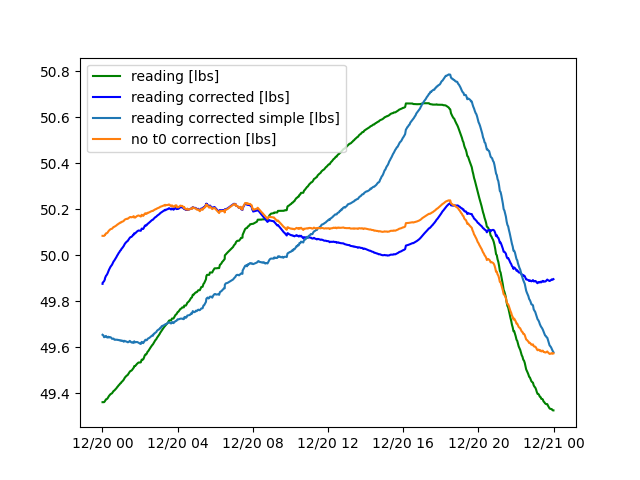 reading [lbs]
reading corrected [lbs]
reading corrected simple [lbs]
no t0 correction [lbs]
50.8
50.6
50.4
50.2
50.0
49.8
49.6
49.4
12/20 00 12/20 04 12/20 08 12/20 12 12/20 16 12/20 20 12/21 00